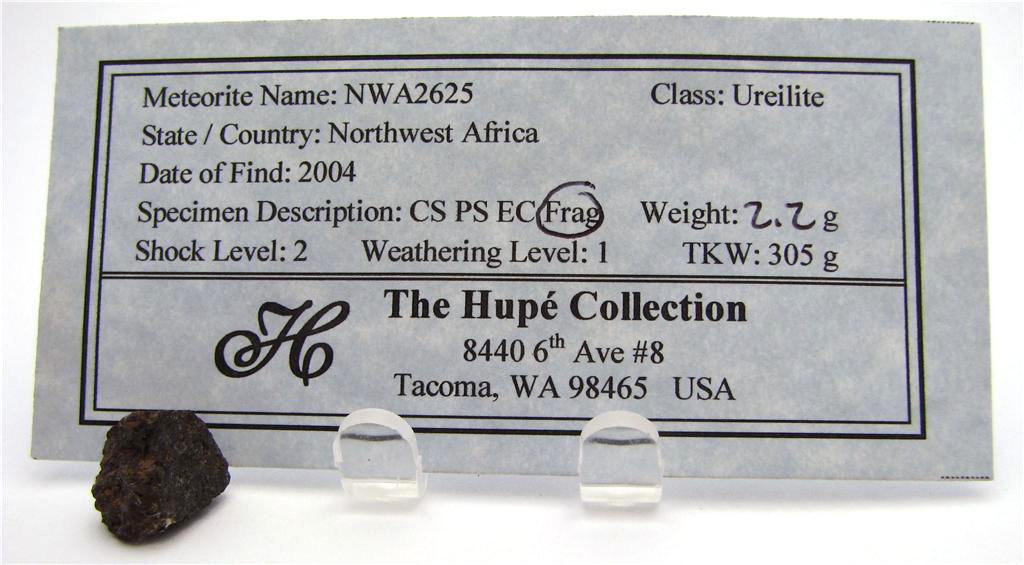 Meteorite Name: NWA2625 Class: Ureilite
State / Country: Northwest Africa
Date of Find: 2004
Specimen Description: CS PS EC Frag Weight: 2.2 g
Shock Level: 2 Weathering Level: 1 TKW: 305 g
H The Hupé Collection
8440 6th Ave #8
Tacoma, WA 98465 USA